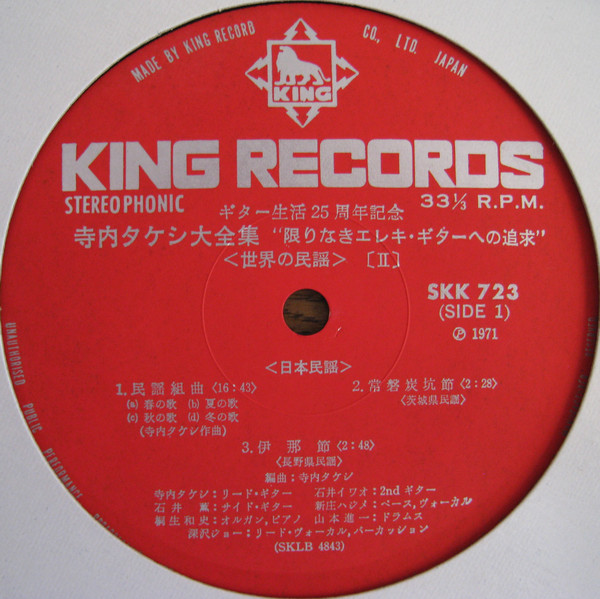 MADE BY KING RECORD CO., LTD. JAPAN
KING
KING RECORDS
STEREOPHONIC 33⅓ R.P.M.
ギター生活25周年記念
寺内タケシ大全集 “限りなきエレキ・ギターへの追求”
〈世界の民謡〉 〔II〕
SKK 723
(SIDE 1)
Ⓟ 1971
〈日本民謡〉
1. 民謡組曲〈16:43〉
(a) 春の歌 (b) 夏の歌
(c) 秋の歌 (d) 冬の歌
(寺内タケシ作曲)
2. 常磐炭坑節〈2:28〉
〈茨城県民謡〉
3. 伊那節〈2:48〉
〈長野県民謡〉
編曲:寺内タケシ
寺内タケシ:リード・ギター 石井イワオ:2ndギター
石井薫:サイド・ギター 新庄ハジメ:ベース,ヴォーカル
桐生和史:オルガン,ピアノ 山本進一:ドラムス
深沢ジョー:リード・ヴォーカル,パーカッション
(SKLB 4843)
UNAUTHORISED PUBLIC PERFORMANCE